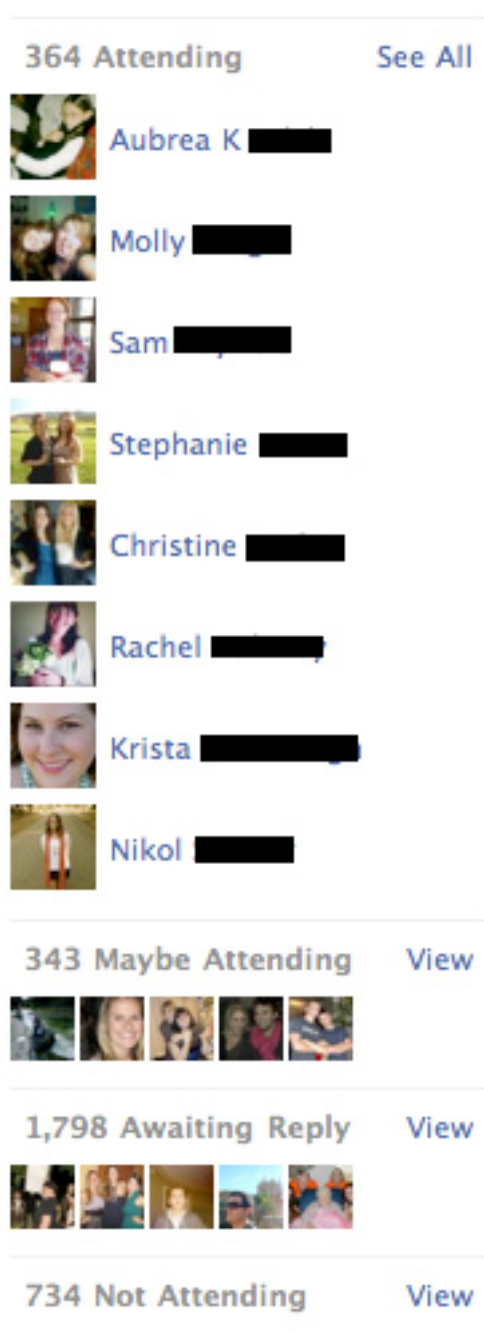 364 Attending See All
Aubrea K
Molly
Sam
Stephanie
Christine
Rachel
Krista
Nikol
343 Maybe Attending View
1,798 Awaiting Reply View
734 Not Attending View